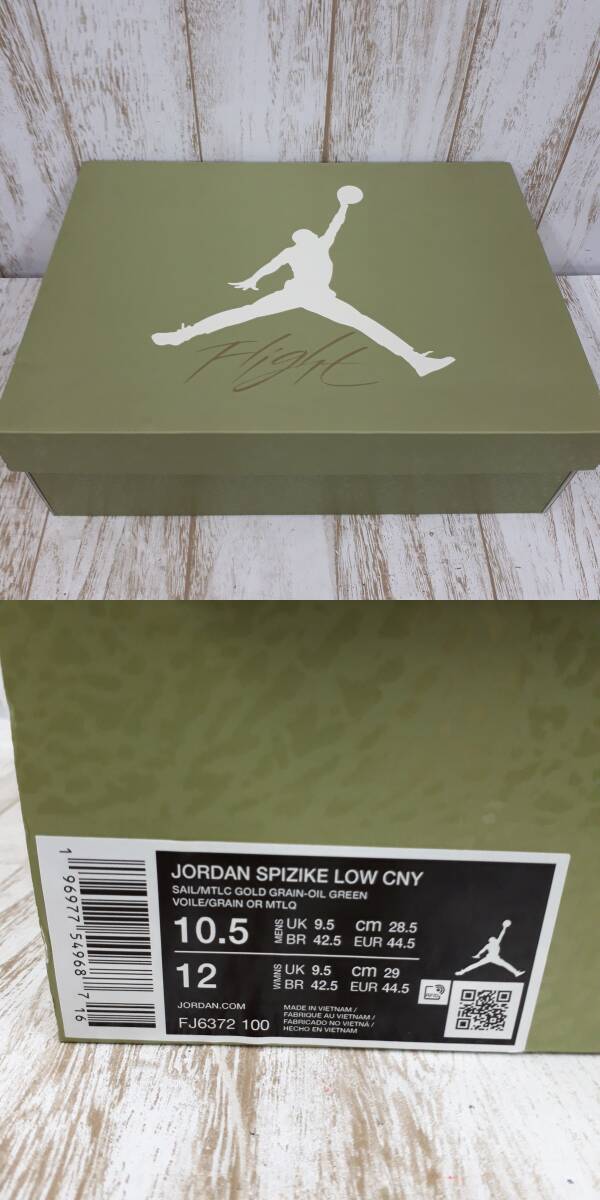 Flight
JORDAN SPIZIKE LOW CNY
SAIL/MTLC GOLD GRAIN-OIL GREEN
VOILE/GRAIN OR MTLQ
10.5 MENS UK 9.5 cm 28.5
BR 42.5 EUR 44.5
12 WMNS UK 9.5 cm 29
BR 42.5 EUR 44.5
JORDAN.COM
FJ6372 100
MADE IN VIETNAM /
FABRIQUE AU VIETNAM /
FABRICADO NO VIETNÃ /
HECHO EN VIETNAM
RFID
1 96977 54968 7 16